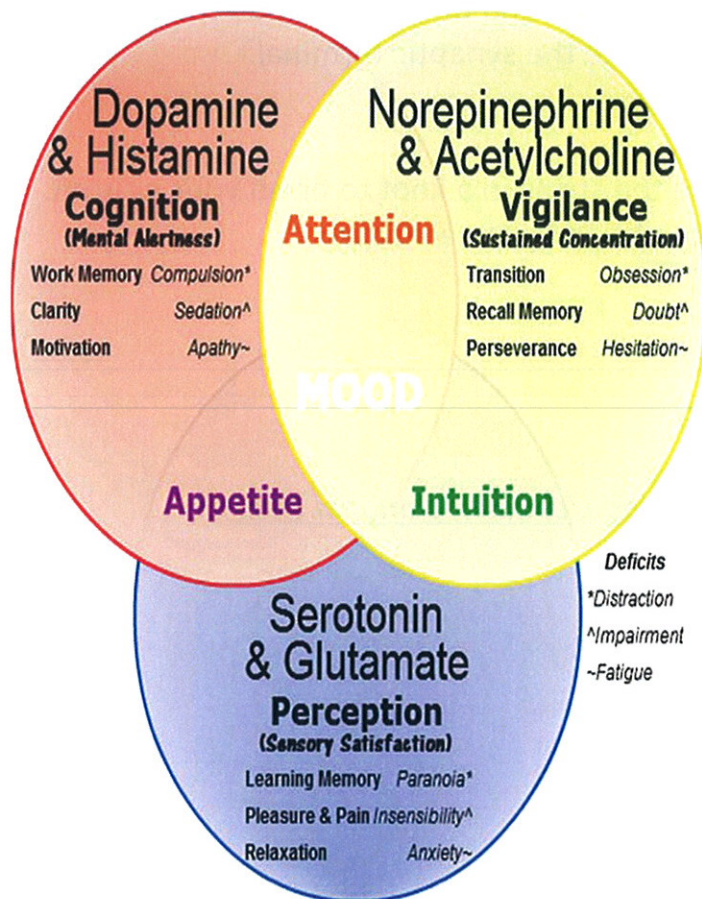 Dopamine
& Histamine
Cognition
(Mental Alertness)
Work Memory Compulsion*
Clarity Sedation^
Motivation Apathy~
Attention
Norepinephrine
& Acetylcholine
Vigilance
(Sustained Concentration)
Transition Obsession*
Recall Memory Doubt^
Perseverance Hesitation~
MOOD
Appetite
Intuition
Serotonin
& Glutamate
Perception
(Sensory Satisfaction)
Learning Memory Paranoia*
Pleasure & Pain Insensibility^
Relaxation Anxiety~
Deficits
*Distraction
^Impairment
~Fatigue